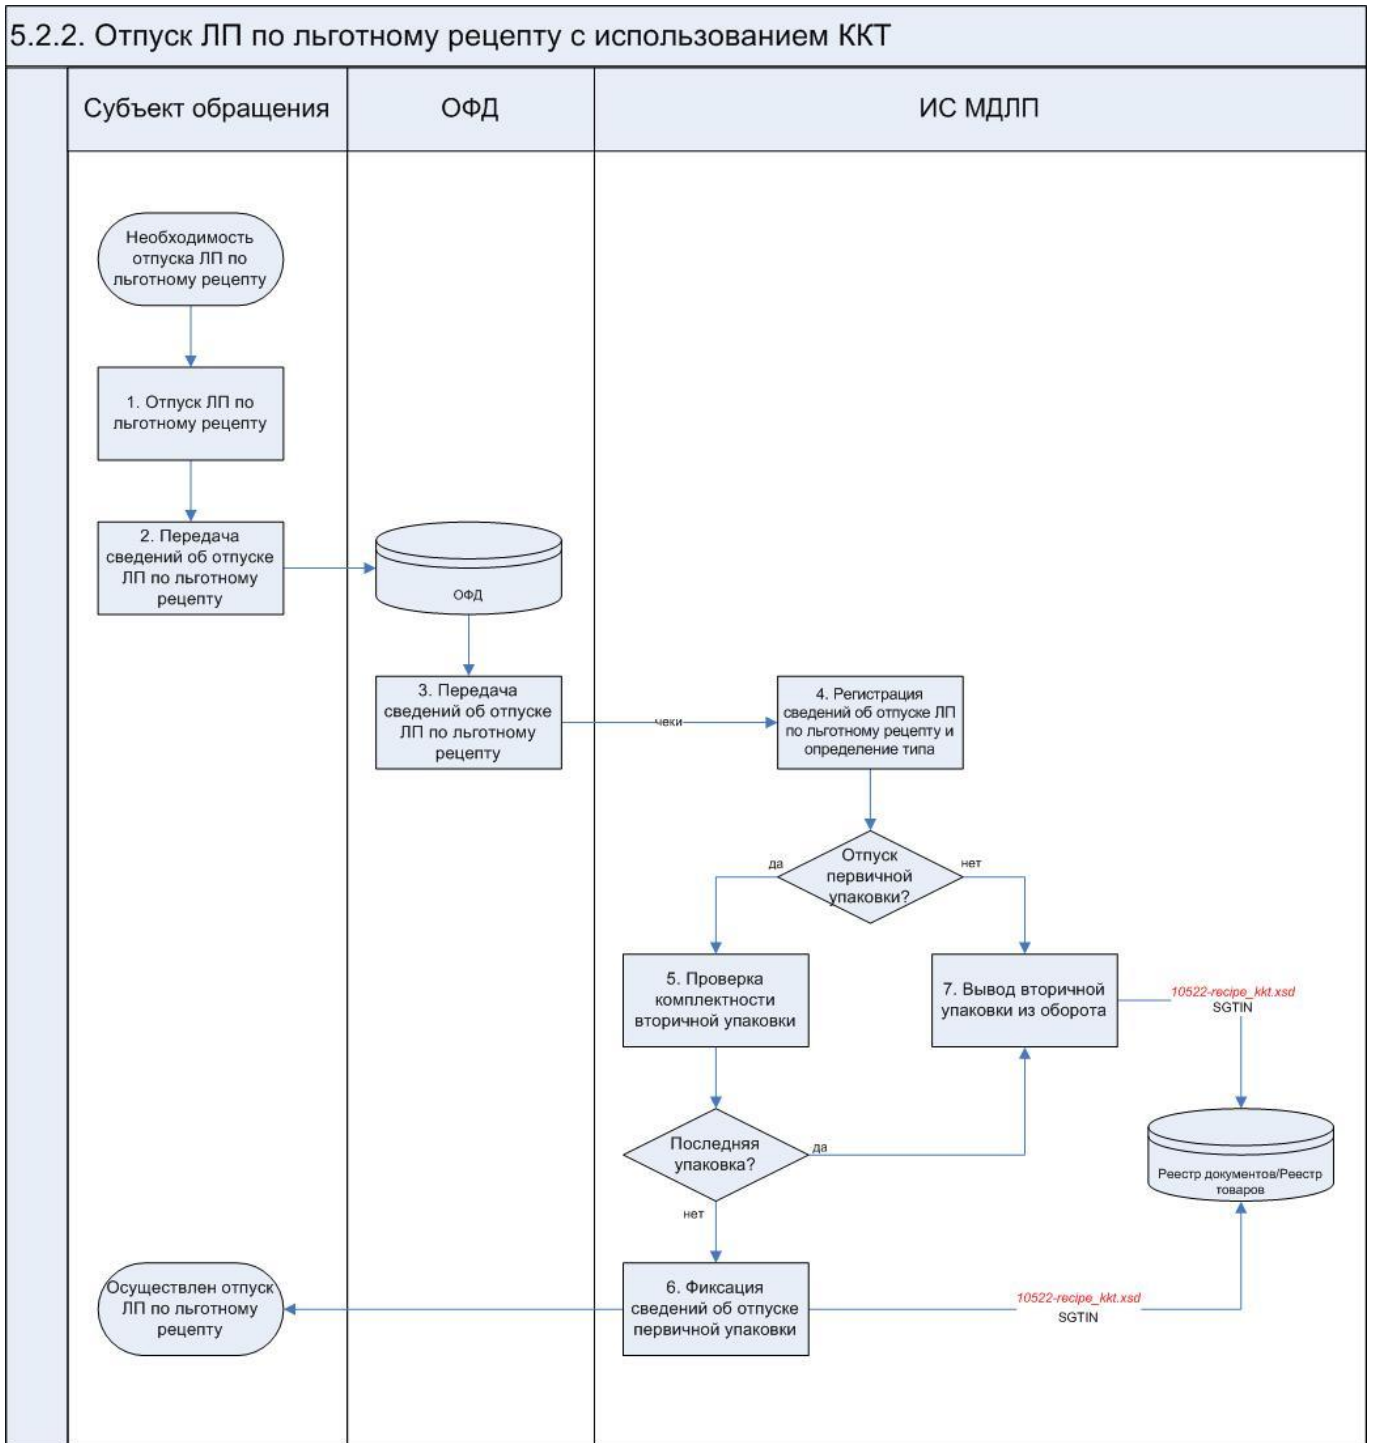 5.2.2. Отпуск ЛП по льготному рецепту с использованием ККТ
Субъект обращения
ОФД
ИС МДЛП
Необходимость
отпуска ЛП по
льготному рецепту
1. Отпуск ЛП по
льготному рецепту
2. Передача
сведений об отпуске
ЛП по льготному
рецепту
ОФД
3. Передача
сведений об отпуске
ЛП по льготному
рецепту
чеки
4. Регистрация
сведений об отпуске ЛП
по льготному рецепту и
определение типа
Отпуск
первичной
упаковки?
да
нет
5. Проверка
комплектности
вторичной упаковки
7. Вывод вторичной
упаковки из оборота
10522-recipe_kkt.xsd
SGTIN
Последняя
упаковка?
да
нет
Реестр документов/Реестр
товаров
6. Фиксация
сведений об отпуске
первичной упаковки
10522-recipe_kkt.xsd
SGTIN
Осуществлен отпуск
ЛП по льготному
рецепту